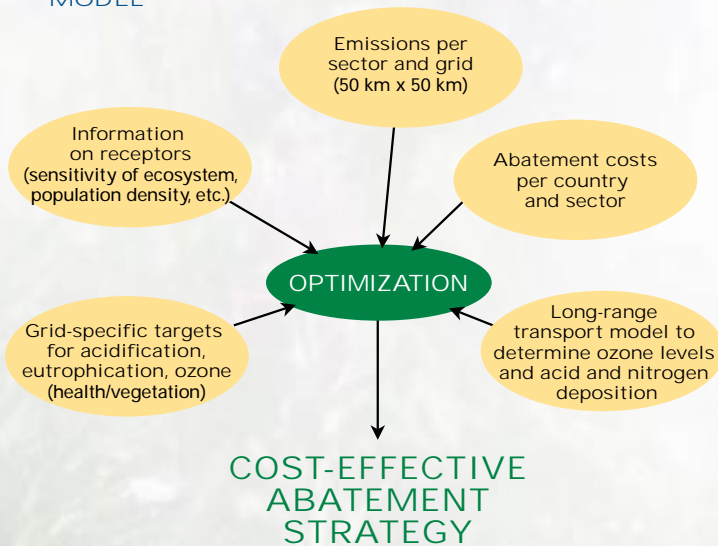 MODEL
Emissions per
sector and grid
(50 km x 50 km)
Information
on receptors
(sensitivity of ecosystem,
population density, etc.)
Abatement costs
per country
and sector
OPTIMIZATION
Grid-specific targets
for acidification,
eutrophication, ozone
(health/vegetation)
Long-range
transport model to
determine ozone levels
and acid and nitrogen
deposition
COST-EFFECTIVE
ABATEMENT
STRATEGY